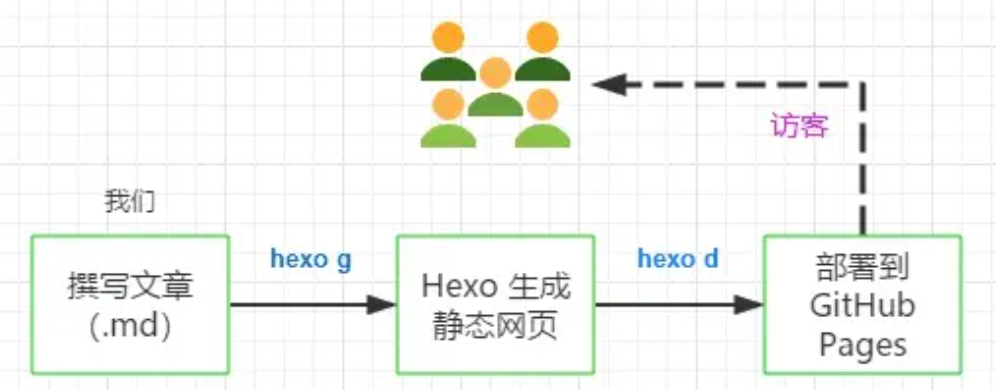 访客
我们
撰写文章
（.md）
hexo g
Hexo 生成
静态网页
hexo d
部署到
GitHub
Pages